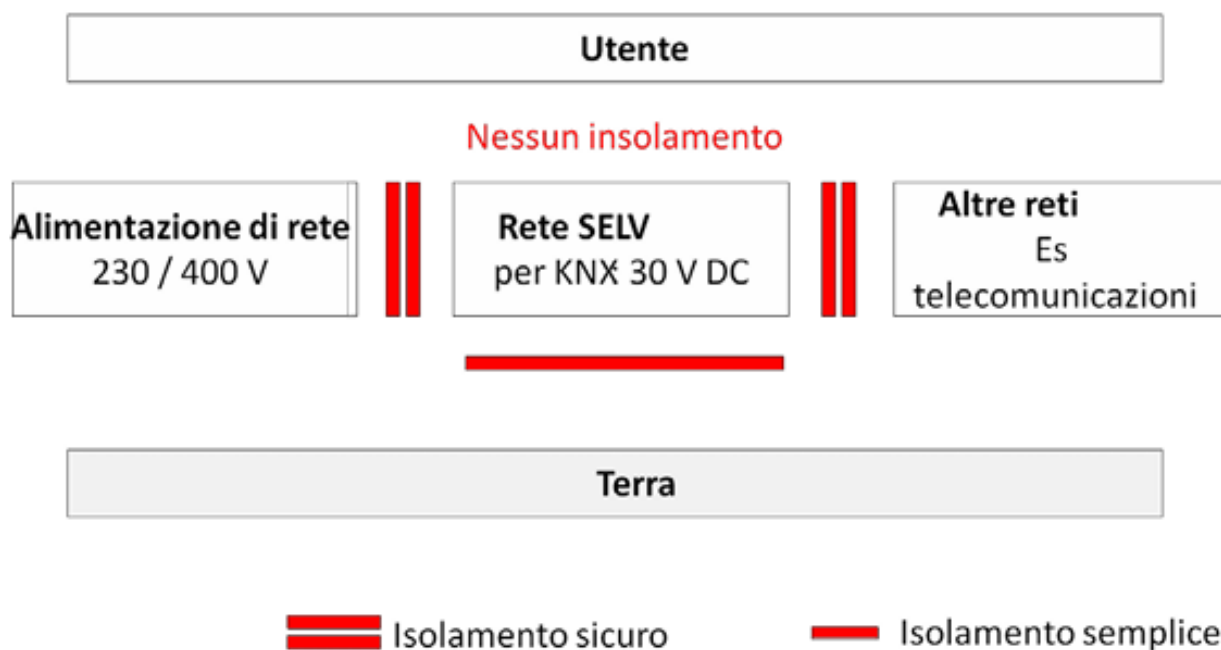 Utente
Nessun insolamento
Alimentazione di rete
230 / 400 V
Rete SELV
per KNX 30 V DC
Altre reti
Es
telecomunicazioni
Terra
Isolamento sicuro
Isolamento semplice